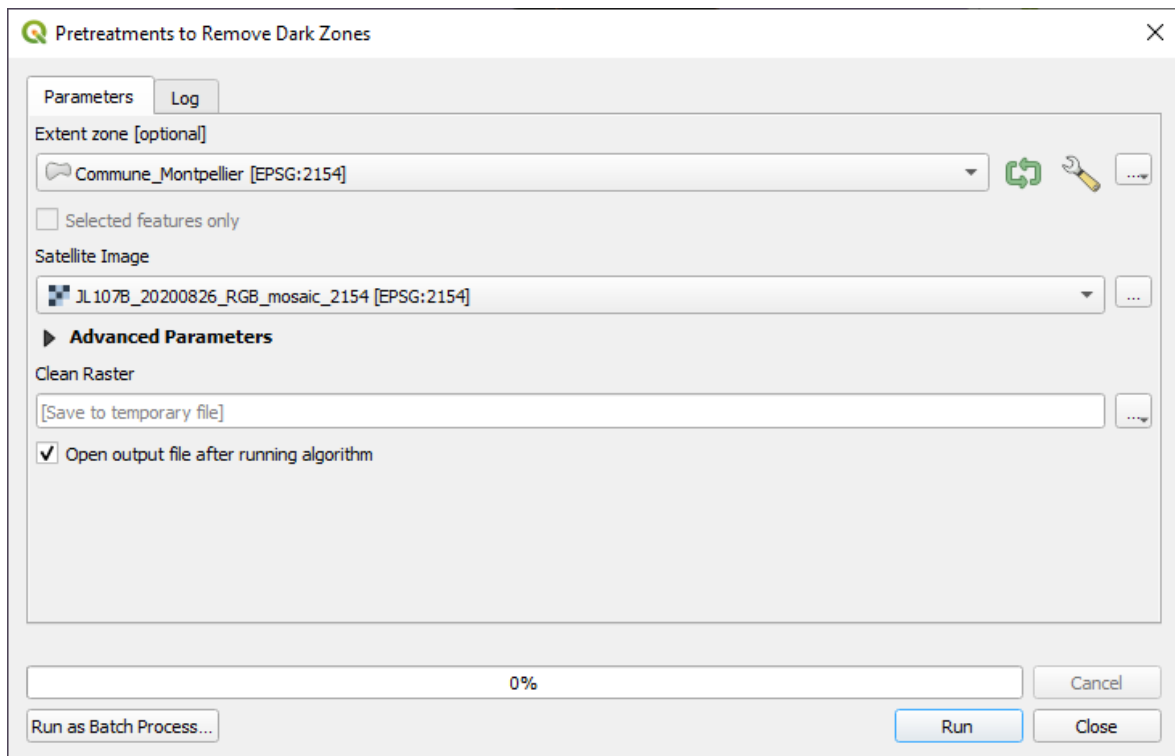 Pretreatments to Remove Dark Zones
Parameters
Log
Extent zone [optional]
Commune_Montpellier [EPSG:2154]
...
Selected features only
Satellite Image
JL107B_20200826_RGB_mosaic_2154 [EPSG:2154]
...
Advanced Parameters
Clean Raster
[Save to temporary file]
...
Open output file after running algorithm
0%
Cancel
Run as Batch Process...
Run
Close